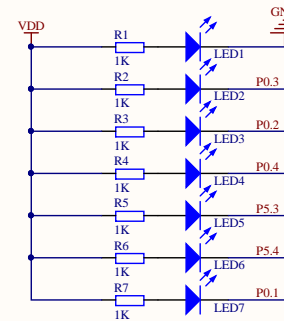 GN
VDD
R1
1K
LED1
R2
1K
LED2
P0.3
R3
1K
LED3
P0.2
R4
1K
LED4
P0.4
R5
1K
LED5
P5.3
R6
1K
LED6
P5.4
R7
1K
LED7
P0.1